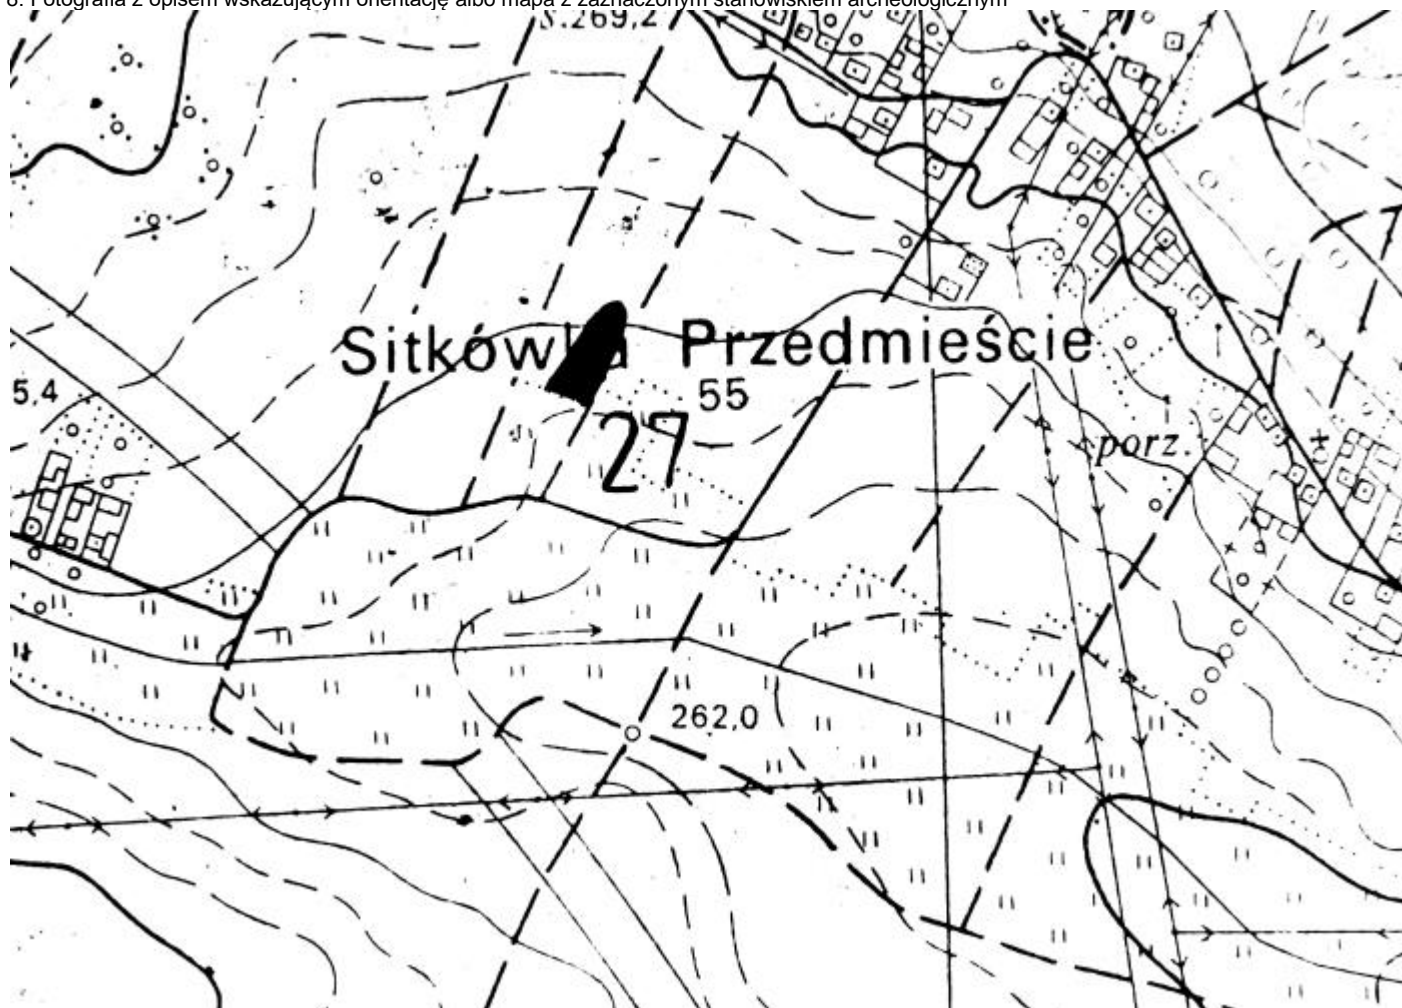 8. Fotografia z opisem wskazującym orientację albo mapa z zaznaczonym stanowiskiem archeologicznym
S.269,2
Sitkówka Przedmieście
5,4
55
27
porz.
262,0